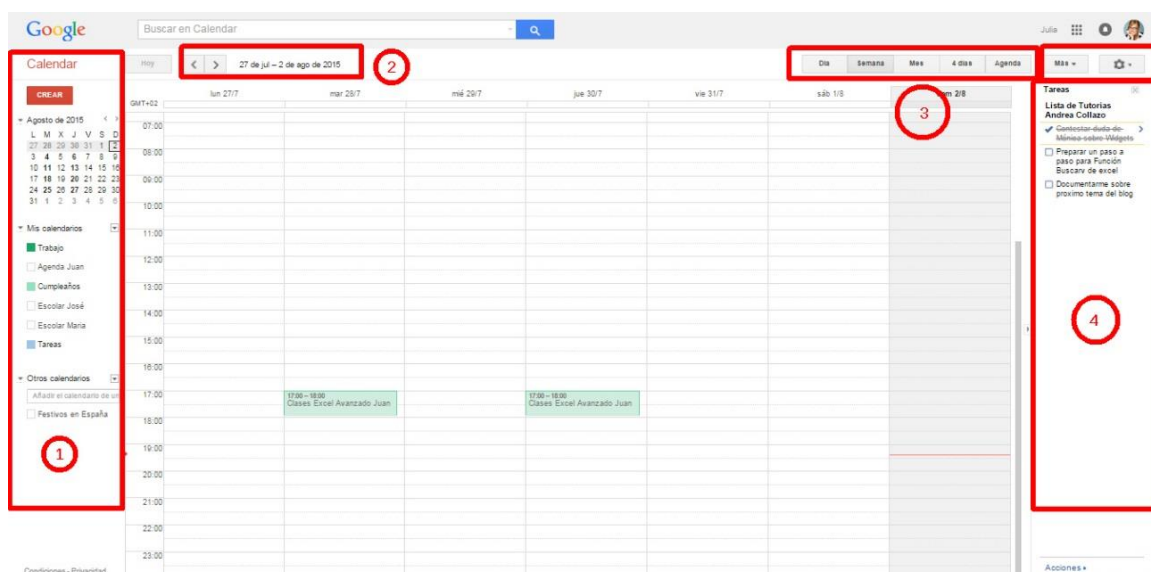 Google
Buscar en Calendar
Julia
Calendar
Hoy
27 de jul – 2 de ago de 2015
2
Día Semana Mes 4 días Agenda
Más
CREAR
Agosto de 2015
L M X J V S D
27 28 29 30 31 1 2
3 4 5 6 7 8 9
10 11 12 13 14 15 16
17 18 19 20 21 22 23
24 25 26 27 28 29 30
31 1 2 3 4 5 6
Mis calendarios
Trabajo
Agenda Juan
Cumpleaños
Escolar José
Escolar Maria
Tareas
Otros calendarios
Añade el calendario de un
Festivos en España
1
GMT+02
lun 27/7 mar 28/7 mié 29/7 jue 30/7 vie 31/7 sáb 1/8 dom 2/8
3
07:00
08:00
09:00
10:00
11:00
12:00
13:00
14:00
15:00
16:00
17:00
18:00
19:00
20:00
21:00
22:00
23:00
17:00 – 18:00
Clases Excel Avanzado Juan
17:00 – 18:00
Clases Excel Avanzado Juan
Tareas
Lista de Tutorias
Andrea Collazo
Contestar duda de
Mónica sobre Widgets
Preparar un paso a
paso para Función
Buscarv de excel
Documentarme sobre
proximo tema del blog
4
Acciones
Condiciones - Privacidad